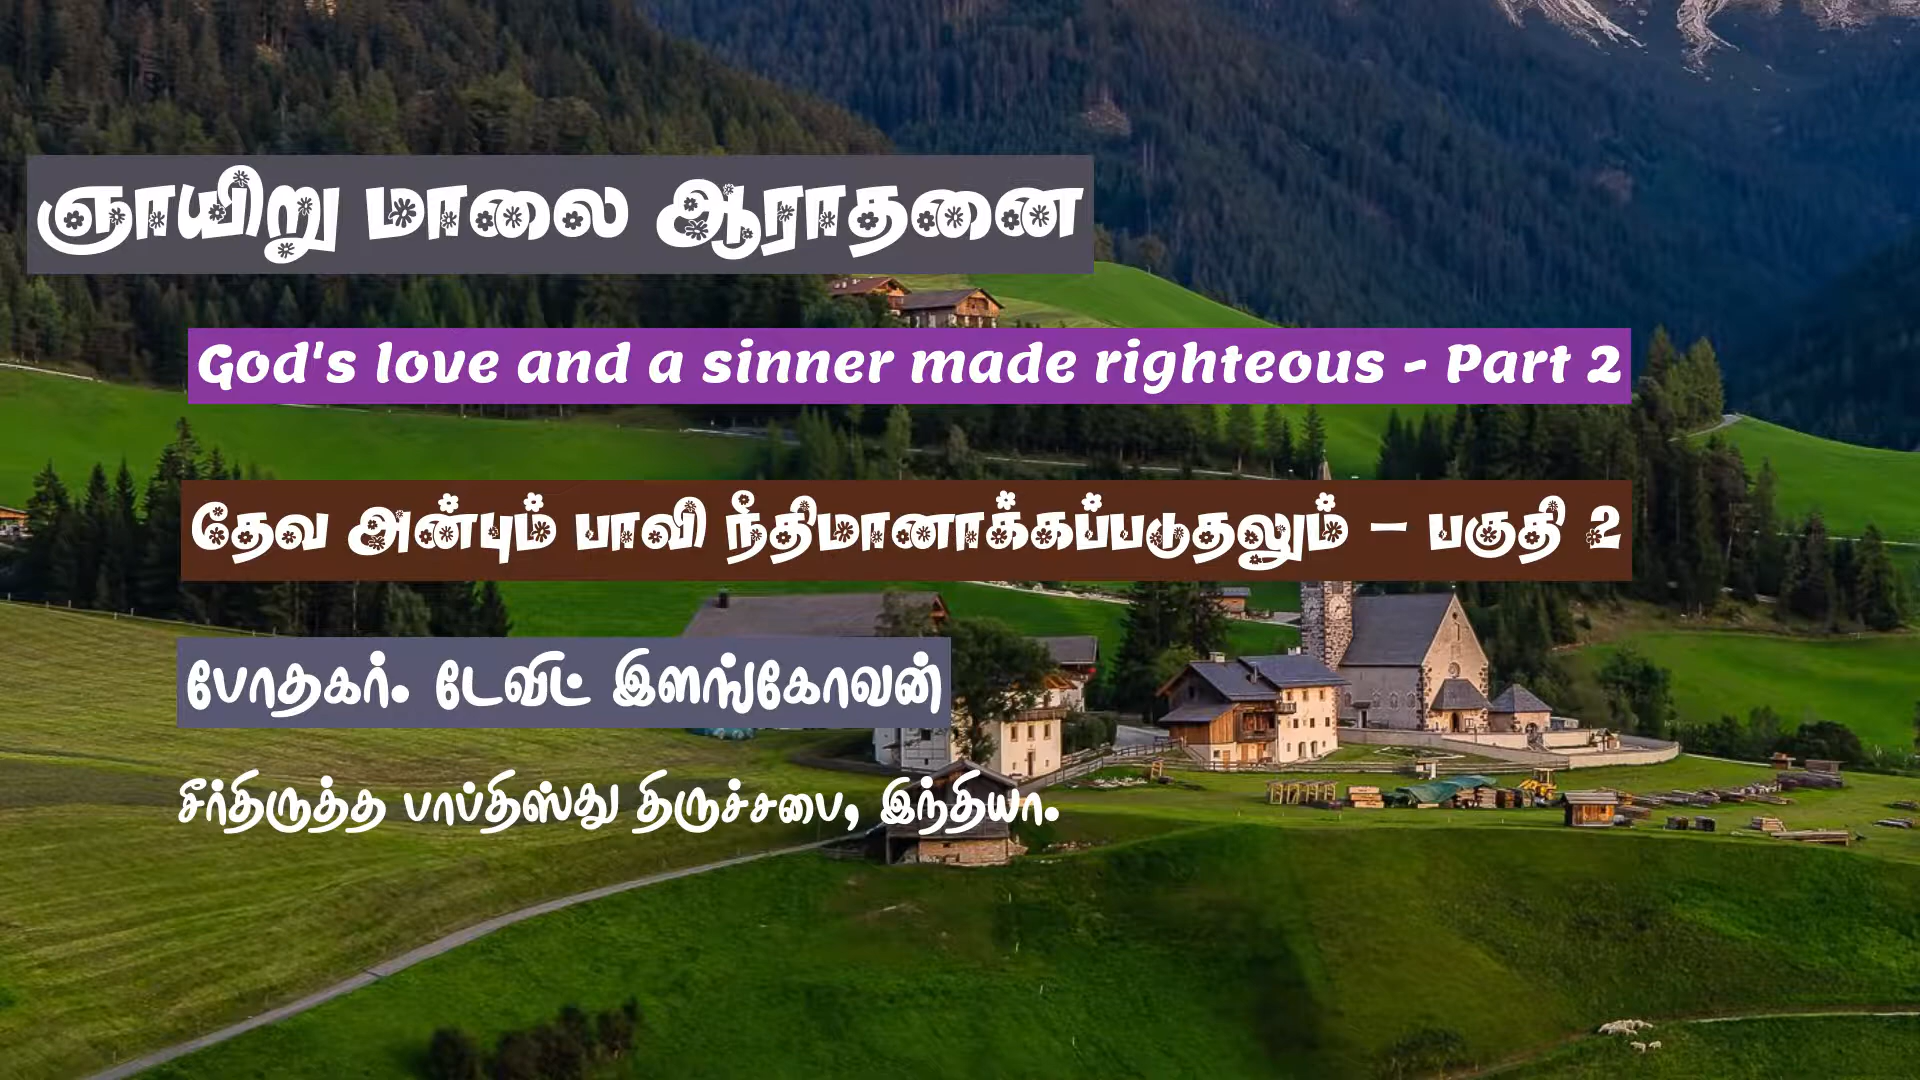 ஞாயிறு மாலை ஆராதனை
God's love and a sinner made righteous - Part 2
தேவ அன்பும் பாவி நீதிமானாக்கப்படுதலும் – பகுதி 2
போதகர். டேவிட் இளங்கோவன்
சீர்திருத்த பாப்திஸ்து திருச்சபை, இந்தியா.